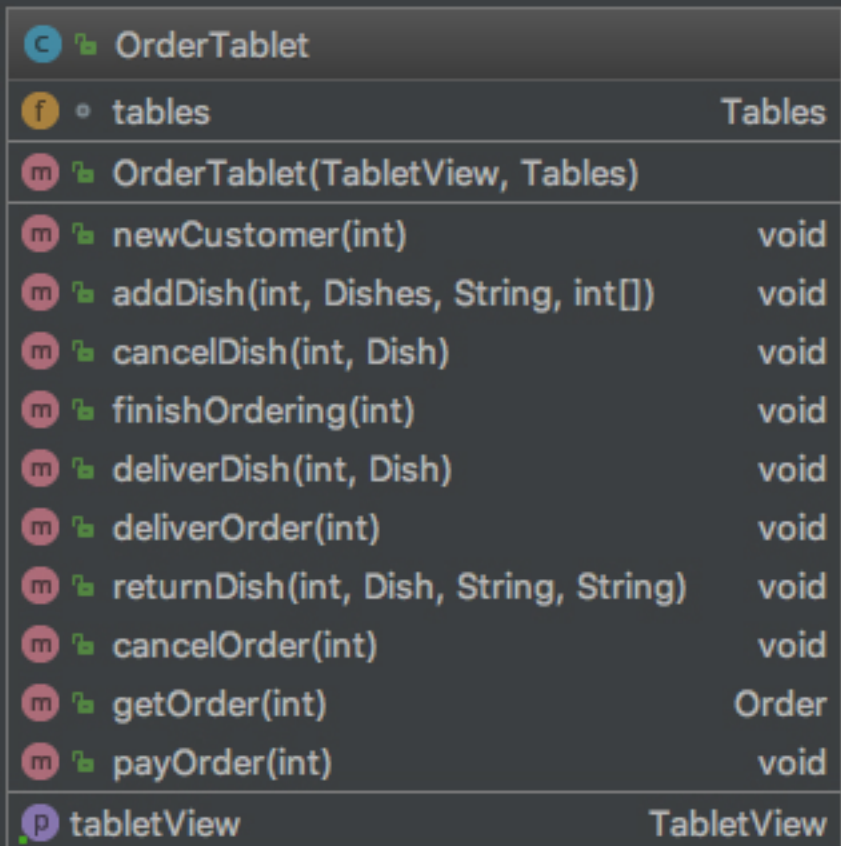 C OrderTablet
f tables Tables
m OrderTablet(TabletView, Tables)
m newCustomer(int) void
m addDish(int, Dishes, String, int[]) void
m cancelDish(int, Dish) void
m finishOrdering(int) void
m deliverDish(int, Dish) void
m deliverOrder(int) void
m returnDish(int, Dish, String, String) void
m cancelOrder(int) void
m getOrder(int) Order
m payOrder(int) void
p tabletView TabletView